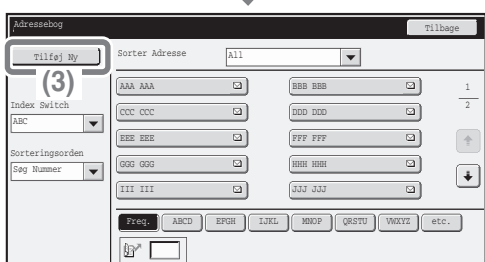 Adressebog
Tilbage
Tilføj Ny
(3)
Sorter Adresse
All
Index Switch
ABC
Sorteringsorden
Søg Nummer
AAA AAA
BBB BBB
CCC CCC
DDD DDD
EEE EEE
FFF FFF
GGG GGG
HHH HHH
III III
JJJ JJJ
1
2
Freq.
ABCD
EFGH
IJKL
MNOP
QRSTU
VWXYZ
etc.